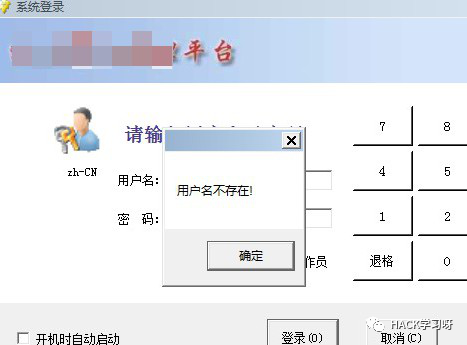 系统登录
平台
请输
7 8
zh-CN
用户名:
用户名不存在!
4 5
密 码:
1 2
确定
作员
退格 0
开机时自动启动
登录(O)
取消(C)
HACK学习呀